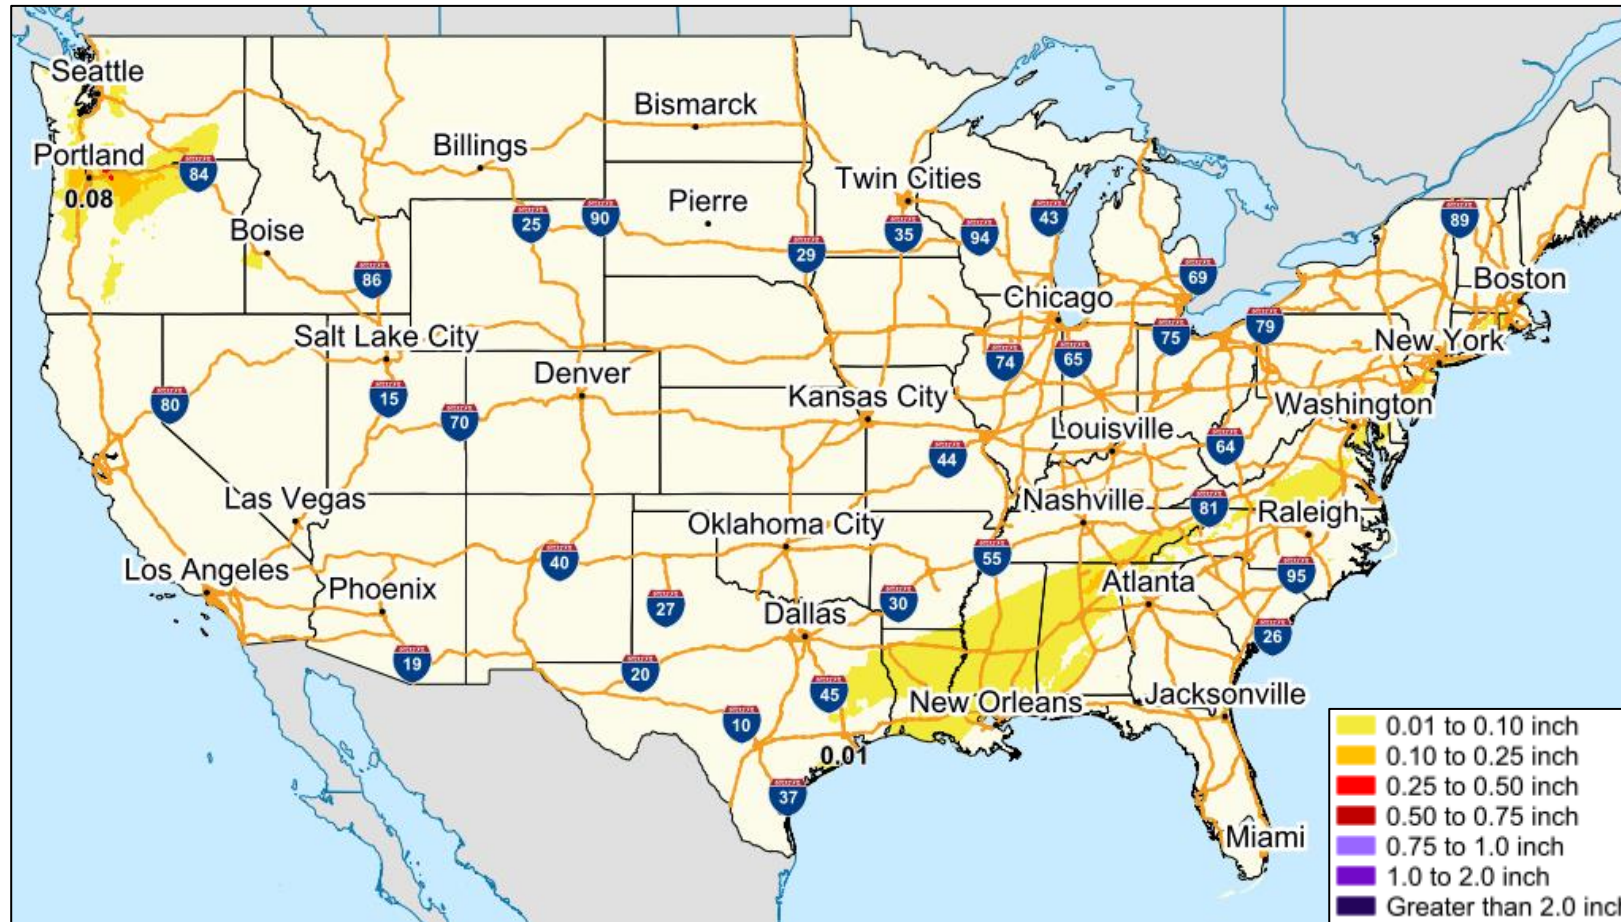 Seattle
Bismarck
Billings
Portland
84
Twin Cities
0.08
Pierre
25
90
43
89
Boise
35
94
29
86
69
Boston
Chicago
Salt Lake City
79
75
New York
Denver
74
65
15
Kansas City
80
Washington
70
Louisville
64
44
Las Vegas
Nashville
81
Oklahoma City
Raleigh
40
55
Los Angeles
Phoenix
Atlanta
95
27
30
Dallas
26
19
20
45
New Orleans
Jacksonville
10
0.01
37
Miami
0.01 to 0.10 inch
0.10 to 0.25 inch
0.25 to 0.50 inch
0.50 to 0.75 inch
0.75 to 1.0 inch
1.0 to 2.0 inch
Greater than 2.0 inc